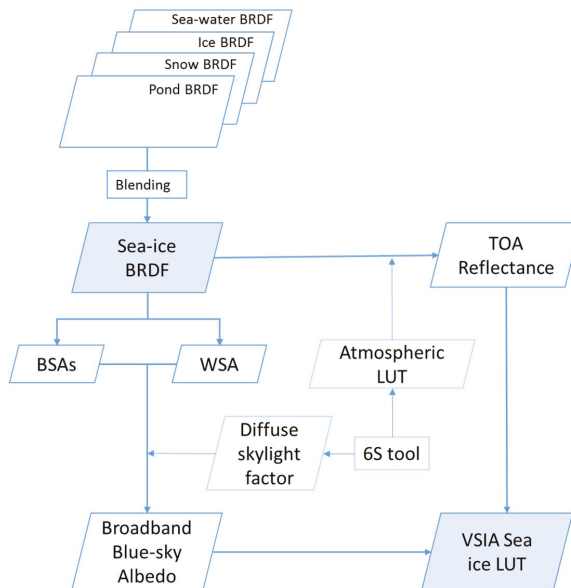 Sea-water BRDF
Ice BRDF
Snow BRDF
Pond BRDF
Blending
Sea-ice
BRDF
TOA
Reflectance
BSAs
WSA
Atmospheric
LUT
Diffuse
skylight
factor
6S tool
Broadband
Blue-sky
Albedo
VSIA Sea
ice LUT